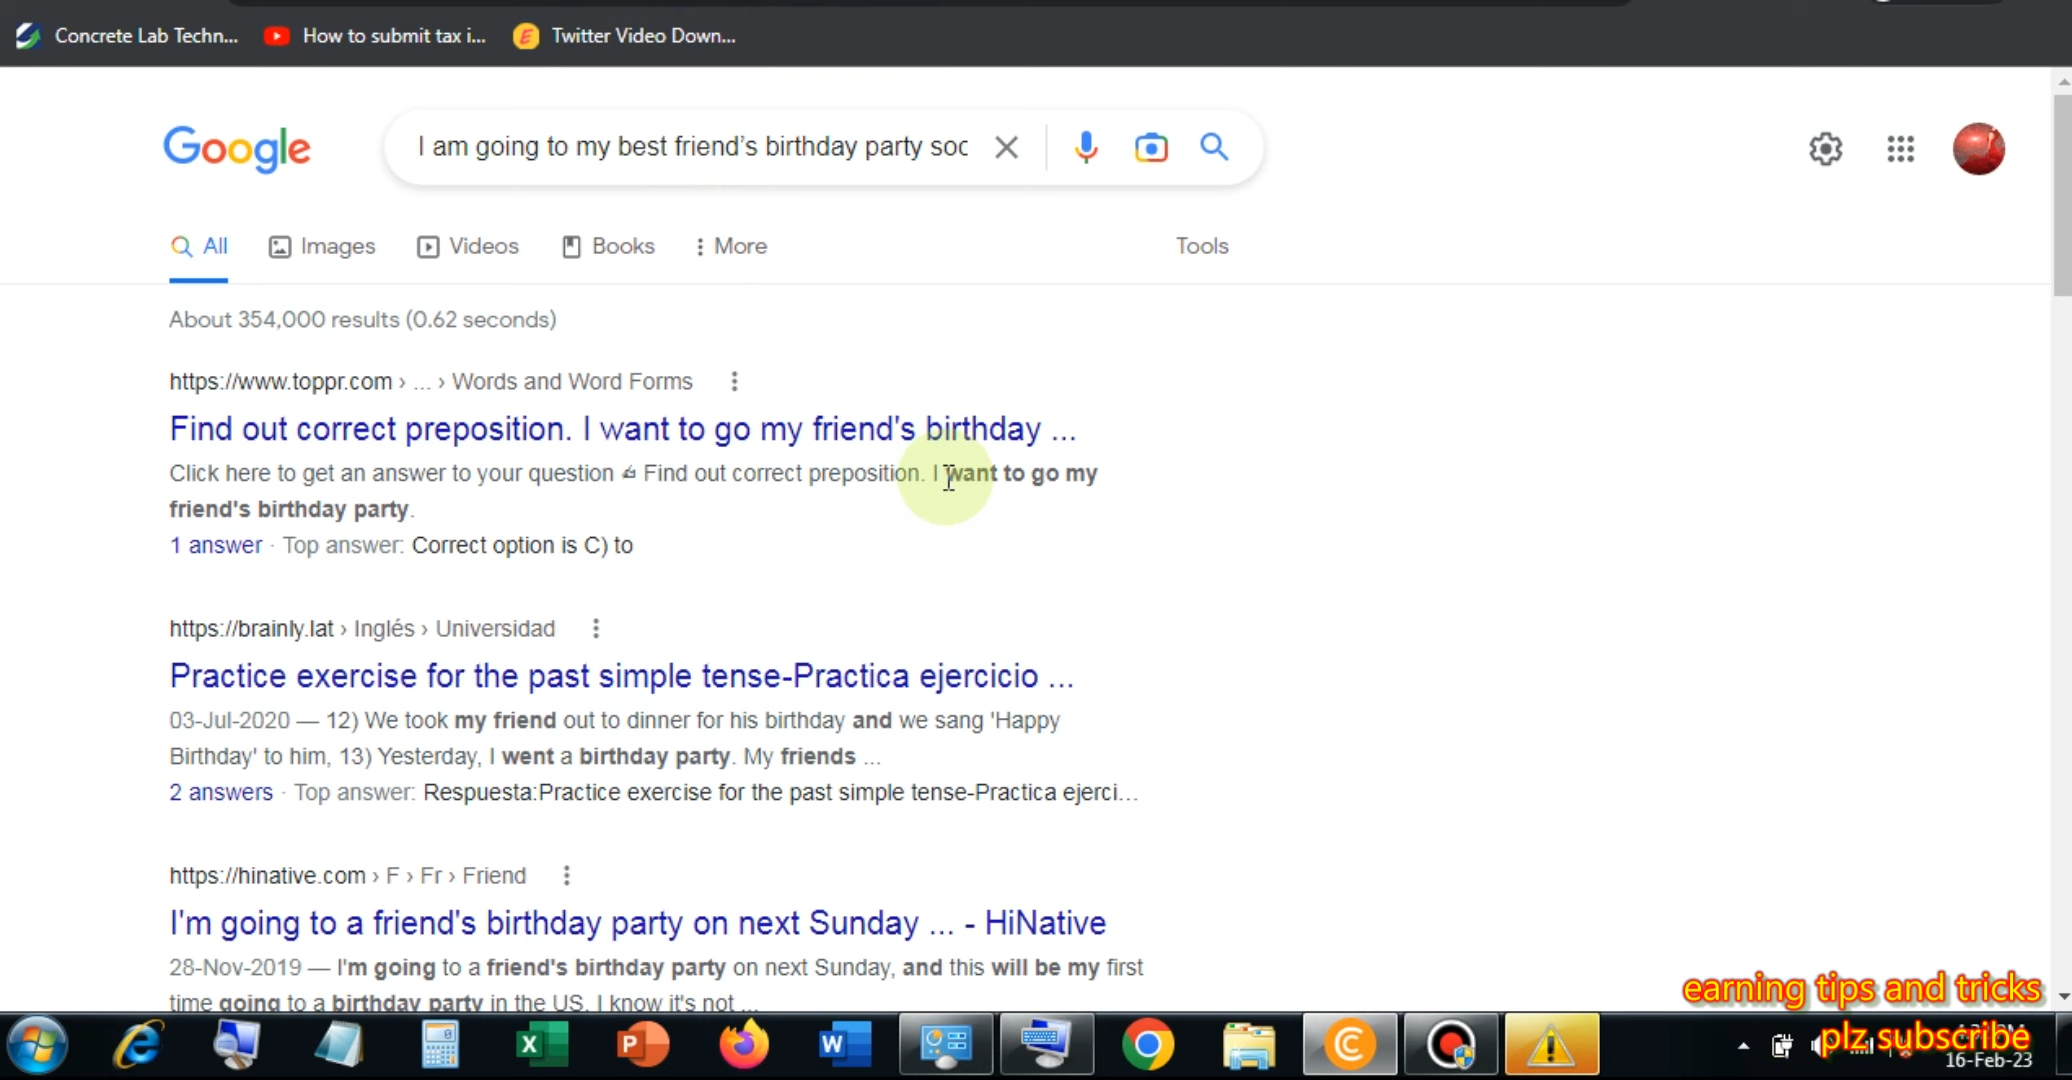 Concrete Lab Techn...
How to submit tax i...
Twitter Video Down...
Google
I am going to my best friend’s birthday party soc
All
Images
Videos
Books
More
Tools
About 354,000 results (0.62 seconds)
https://www.toppr.com › ... › Words and Word Forms
Find out correct preposition. I want to go my friend's birthday ...
Click here to get an answer to your question Find out correct preposition. I want to go my
friend's birthday party.
1 answer · Top answer: Correct option is C) to
https://brainly.lat › Inglés › Universidad
Practice exercise for the past simple tense-Practica ejercicio ...
03-Jul-2020 — 12) We took my friend out to dinner for his birthday and we sang 'Happy
Birthday' to him, 13) Yesterday, I went a birthday party. My friends ...
2 answers · Top answer: Respuesta:Practice exercise for the past simple tense-Practica ejerci...
https://hinative.com › F › Fr › Friend
I'm going to a friend's birthday party on next Sunday ... - HiNative
28-Nov-2019 — I'm going to a friend's birthday party on next Sunday, and this will be my first
time going to a birthday party in the US. I know it's not ...
earning tips and tricks
plz subscribe
16-Feb-23